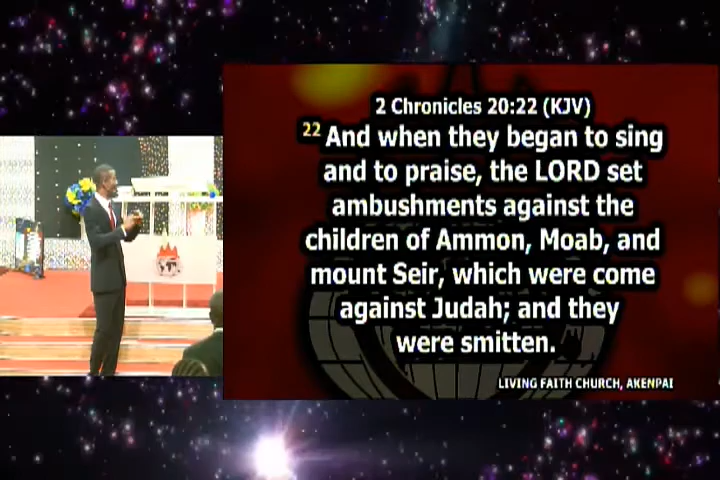 2 Chronicles 20:22 (KJV)
22 And when they began to sing
and to praise, the LORD set
ambushments against the
children of Ammon, Moab, and
mount Seir, which were come
against Judah; and they
were smitten.
LIVING FAITH CHURCH, AKENPAI